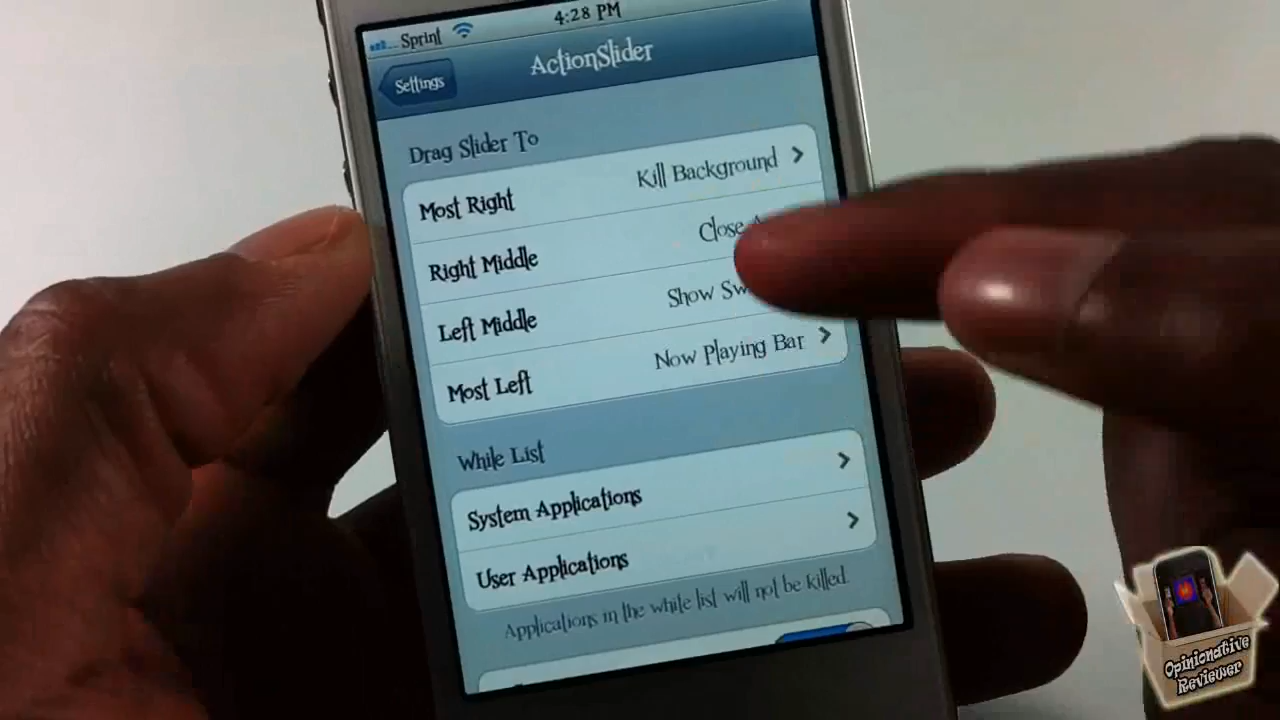 Sprint 4:28 PM
Settings ActionSlider
Drag Slider To
Most Right Kill Background
Right Middle Close
Left Middle Show
Most Left Now Playing Bar
While List
System Applications
User Applications
Applications in the while list will not be killed.
Opinionative
Reviewer